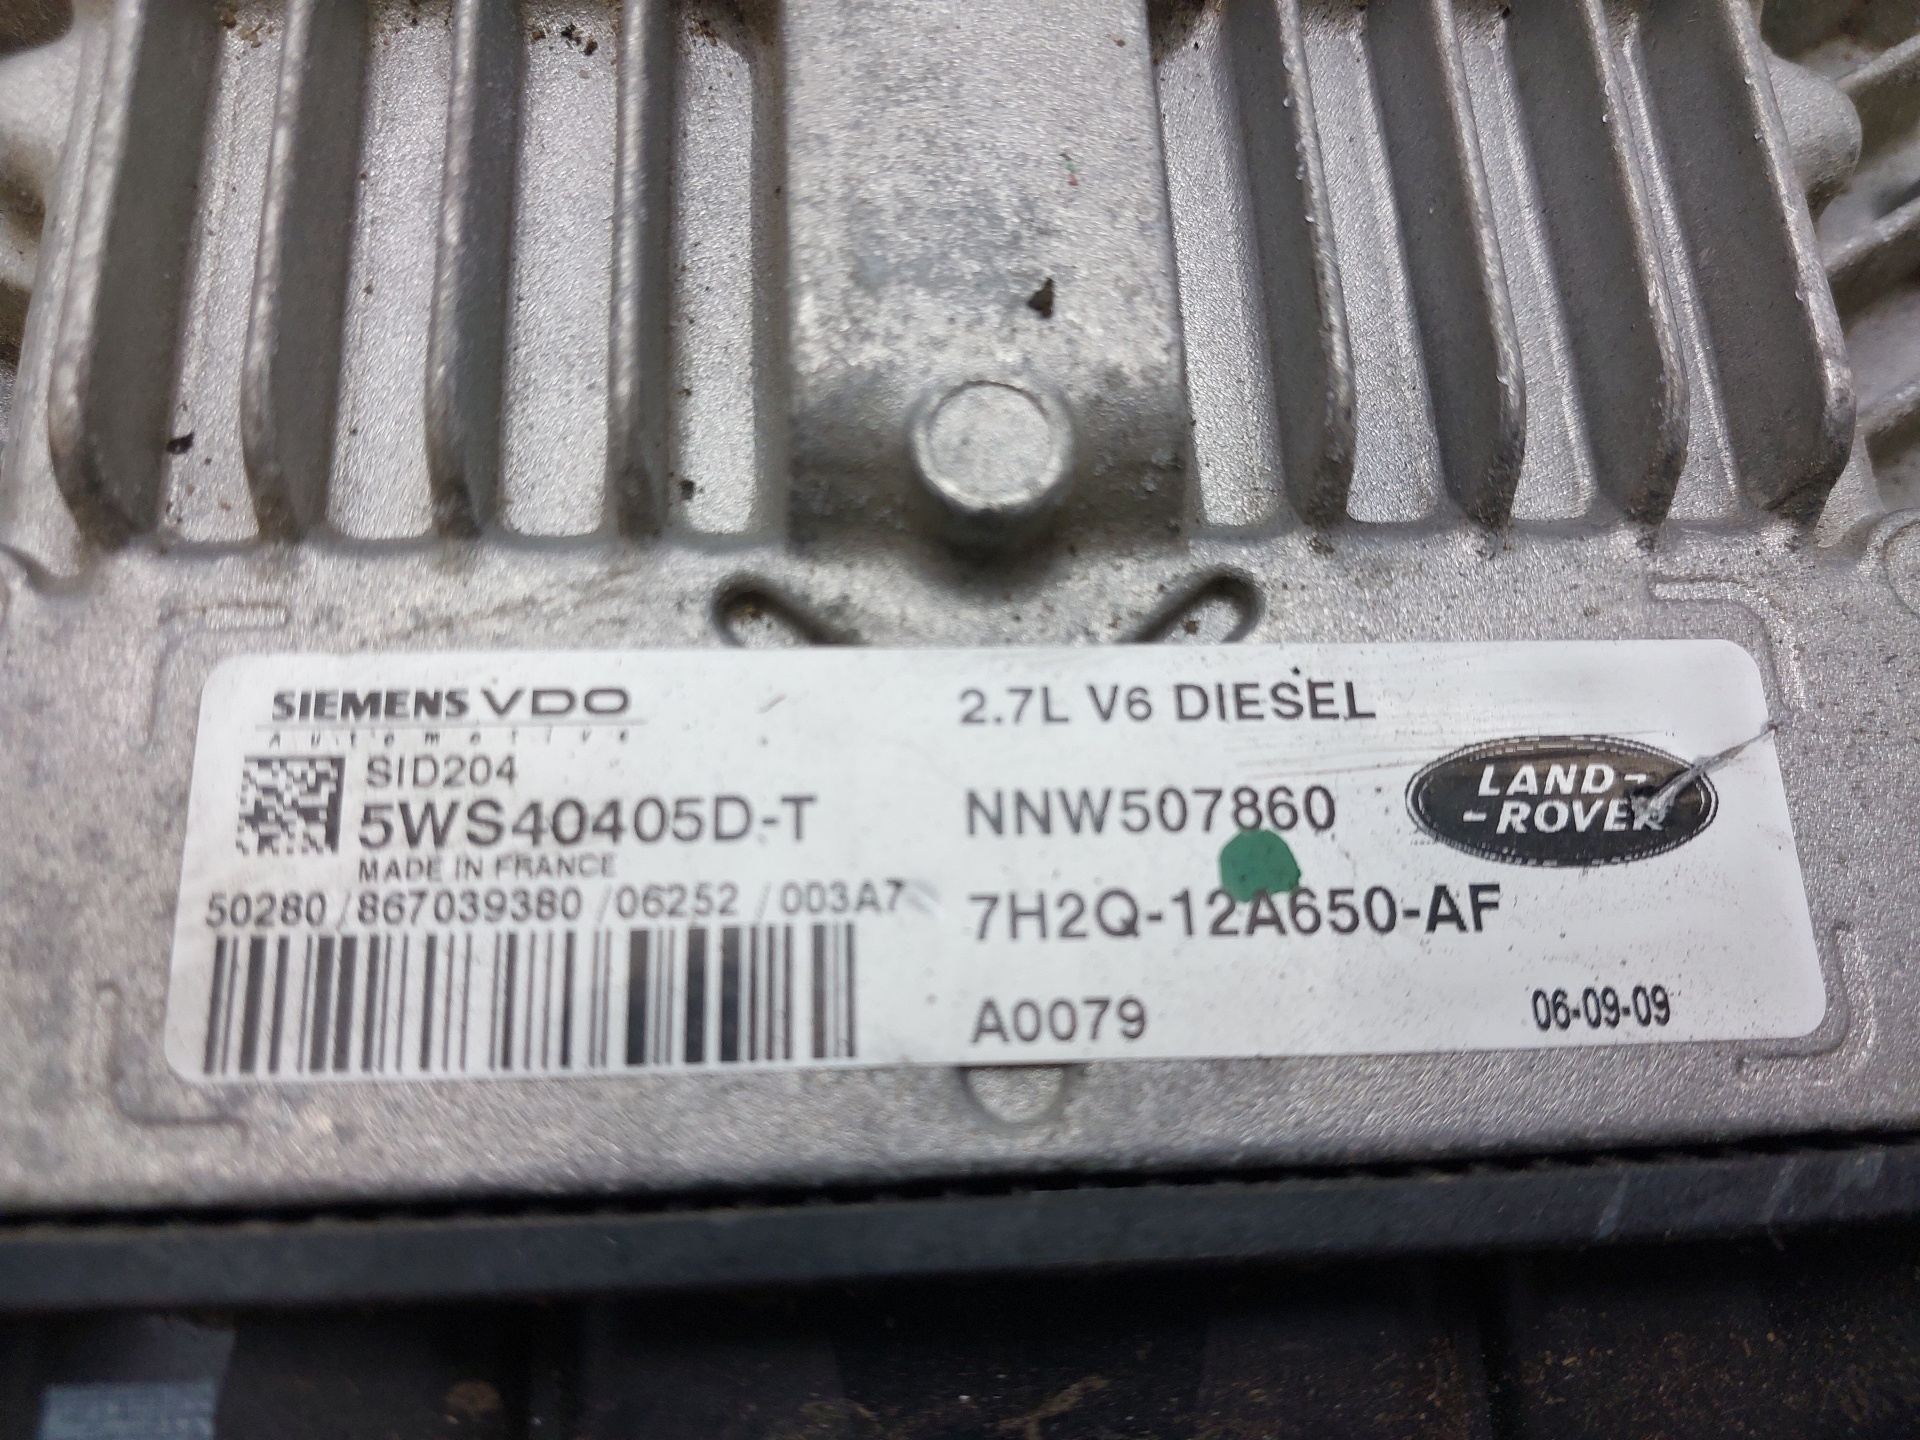 SIEMENS VDO
Automotive
SID204
5WS40405D-T
MADE IN FRANCE
50280 / 867039380 / 06252 / 003A7
2.7L V6 DIESEL
NNW507860
LAND-
-ROVER
7H2Q-12A650-AF
A0079
06-09-09